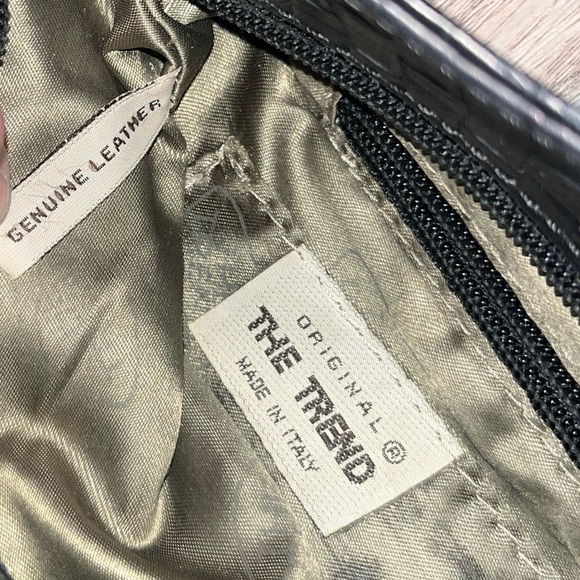 GENUINE LEATHER
ORIGINAL
THE TREND ®
MADE IN ITALY